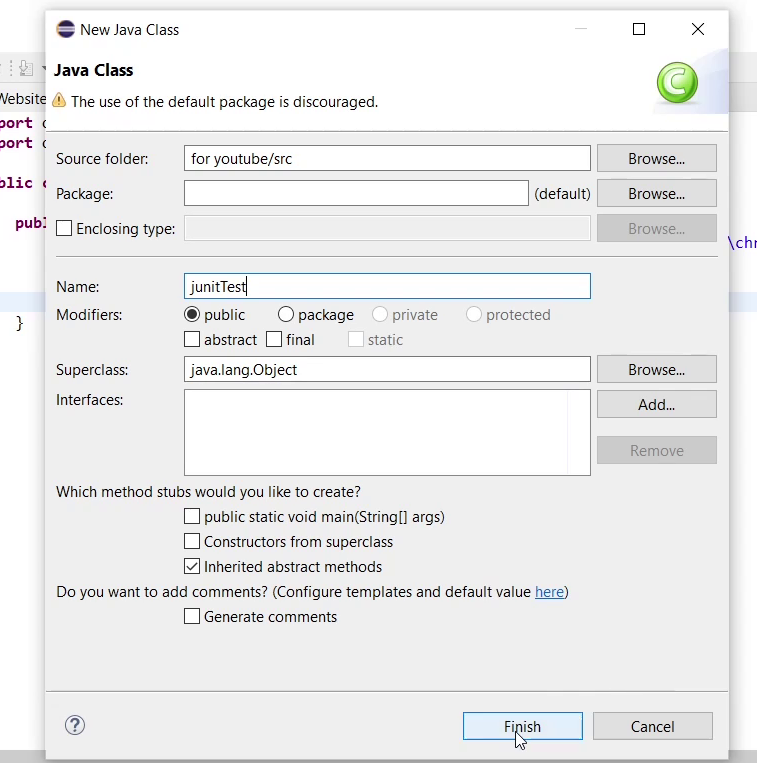 New Java Class
Java Class
The use of the default package is discouraged.
Website
port
port
blic
publ
}
\chr
Source folder: for youtube/src Browse...
Package: (default) Browse...
Enclosing type: Browse...
Name: junitTest
Modifiers: public package private protected
abstract final static
Superclass: java.lang.Object Browse...
Interfaces: Add...
Remove
Which method stubs would you like to create?
public static void main(String[] args)
Constructors from superclass
Inherited abstract methods
Do you want to add comments? (Configure templates and default value here)
Generate comments
? Finish Cancel